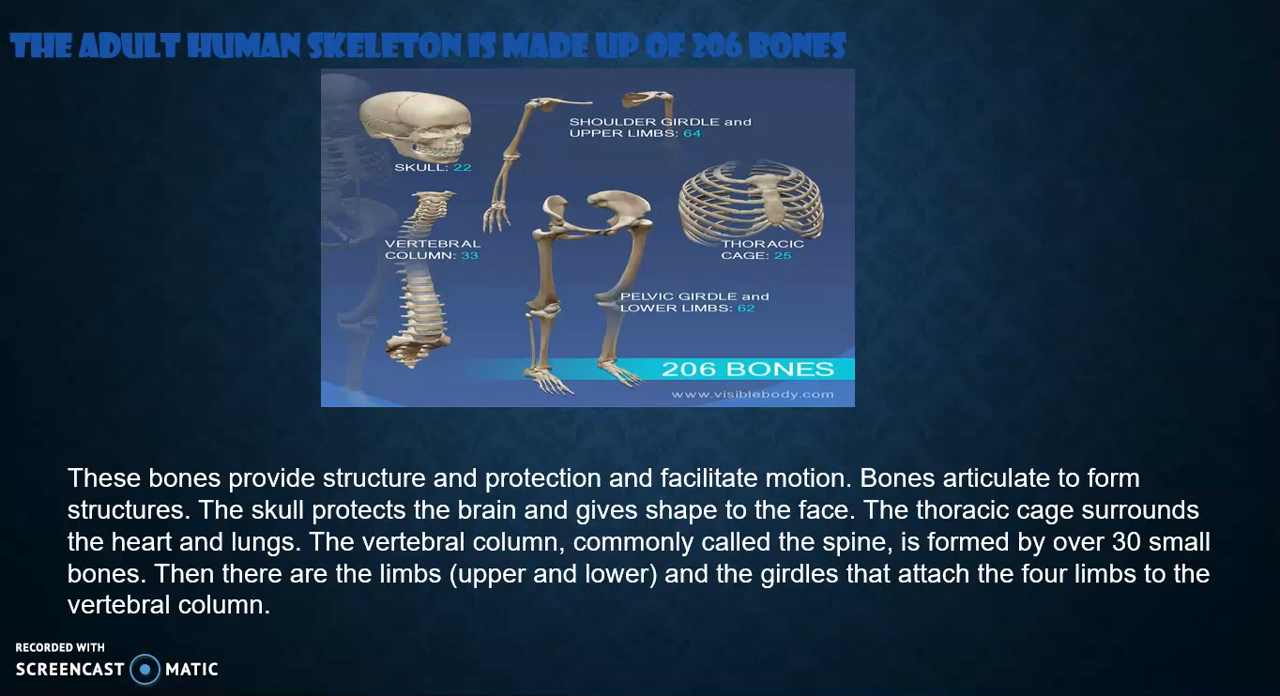 THE ADULT HUMAN SKELETON IS MADE UP OF 206 BONES
SHOULDER GIRDLE and
UPPER LIMBS: 64
SKULL: 22
VERTEBRAL
COLUMN: 33
THORACIC
CAGE: 25
PELVIC GIRDLE and
LOWER LIMBS: 62
206 BONES
www.visiblebody.com
These bones provide structure and protection and facilitate motion. Bones articulate to form
structures. The skull protects the brain and gives shape to the face. The thoracic cage surrounds
the heart and lungs. The vertebral column, commonly called the spine, is formed by over 30 small
bones. Then there are the limbs (upper and lower) and the girdles that attach the four limbs to the
vertebral column.
RECORDED WITH
SCREENCAST MATIC